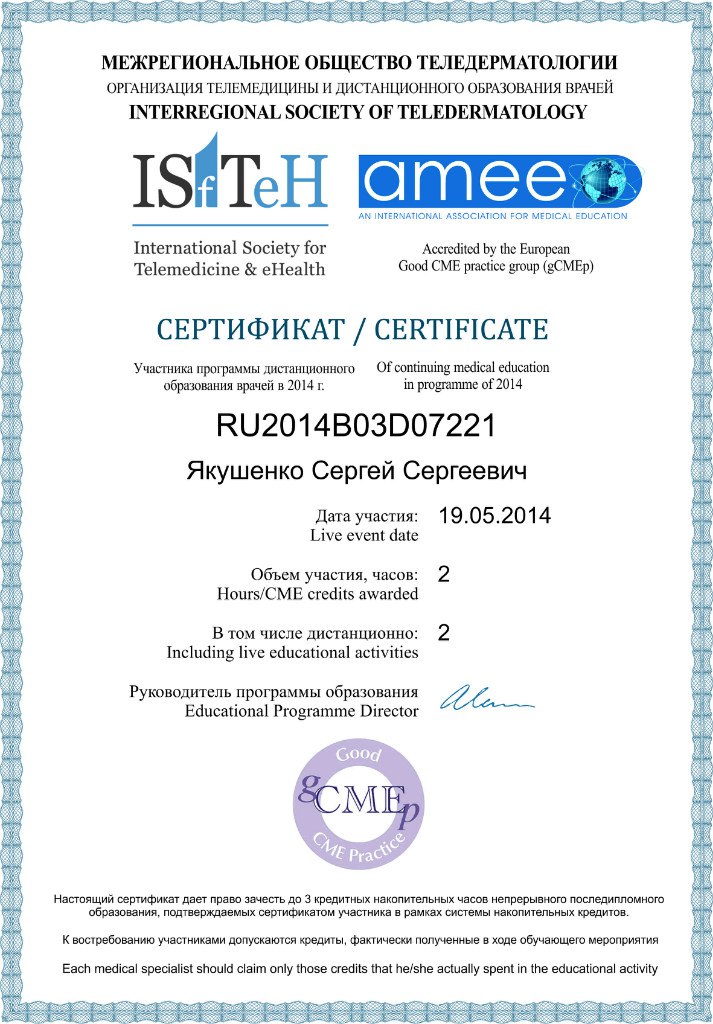 МЕЖРЕГИОНАЛЬНОЕ ОБЩЕСТВО ТЕЛЕДЕРМАТОЛОГИИ
ОРГАНИЗАЦИЯ ТЕЛЕМЕДИЦИНЫ И ДИСТАНЦИОННОГО ОБРАЗОВАНИЯ ВРАЧЕЙ
INTERREGIONAL SOCIETY OF TELEDERMATOLOGY
ISfTeH
International Society for
Telemedicine & eHealth
amee
AN INTERNATIONAL ASSOCIATION FOR MEDICAL EDUCATION
Accredited by the European
Good CME practice group (gCMEp)
СЕРТИФИКАТ / CERTIFICATE
Участника программы дистанционного
образования врачей в 2014 г.
Of continuing medical education
in programme of 2014
RU2014B03D07221
Якушенко Сергей Сергеевич
Дата участия: 19.05.2014
Live event date
Объем участия, часов: 2
Hours/CME credits awarded
В том числе дистанционно: 2
Including live educational activities
Руководитель программы образования
Educational Programme Director
Good
gCMEp
CME Practice
Настоящий сертификат дает право зачесть до 3 кредитных накопительных часов непрерывного последипломного
образования, подтверждаемых сертификатом участника в рамках системы накопительных кредитов.
К востребованию участниками допускаются кредиты, фактически полученные в ходе обучающего мероприятия
Each medical specialist should claim only those credits that he/she actually spent in the educational activity